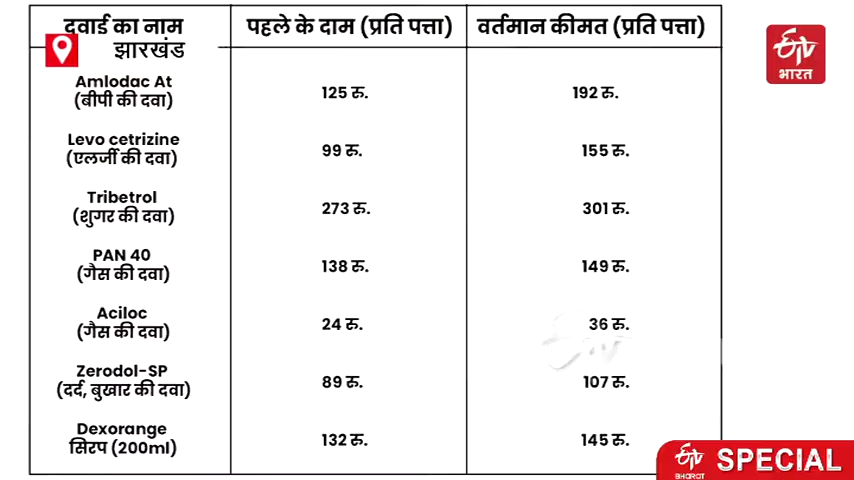 दवाई का नाम पहले के दाम (प्रति पत्ता) वर्तमान कीमत (प्रति पत्ता)
झारखंड
Amlodac At
(बीपी की दवा) 125 रु. 192 रु.
Levo cetrizine
(एलर्जी की दवा) 99 रु. 155 रु.
Tribetrol
(शुगर की दवा) 273 रु. 301 रु.
PAN 40
(गैस की दवा) 138 रु. 149 रु.
Aciloc
(गैस की दवा) 24 रु. 36 रु.
Zerodol-SP
(दर्द, बुखार की दवा) 89 रु. 107 रु.
Dexorange
सिरप (200ml) 132 रु. 145 रु.
भारत
BHARAT
SPECIAL